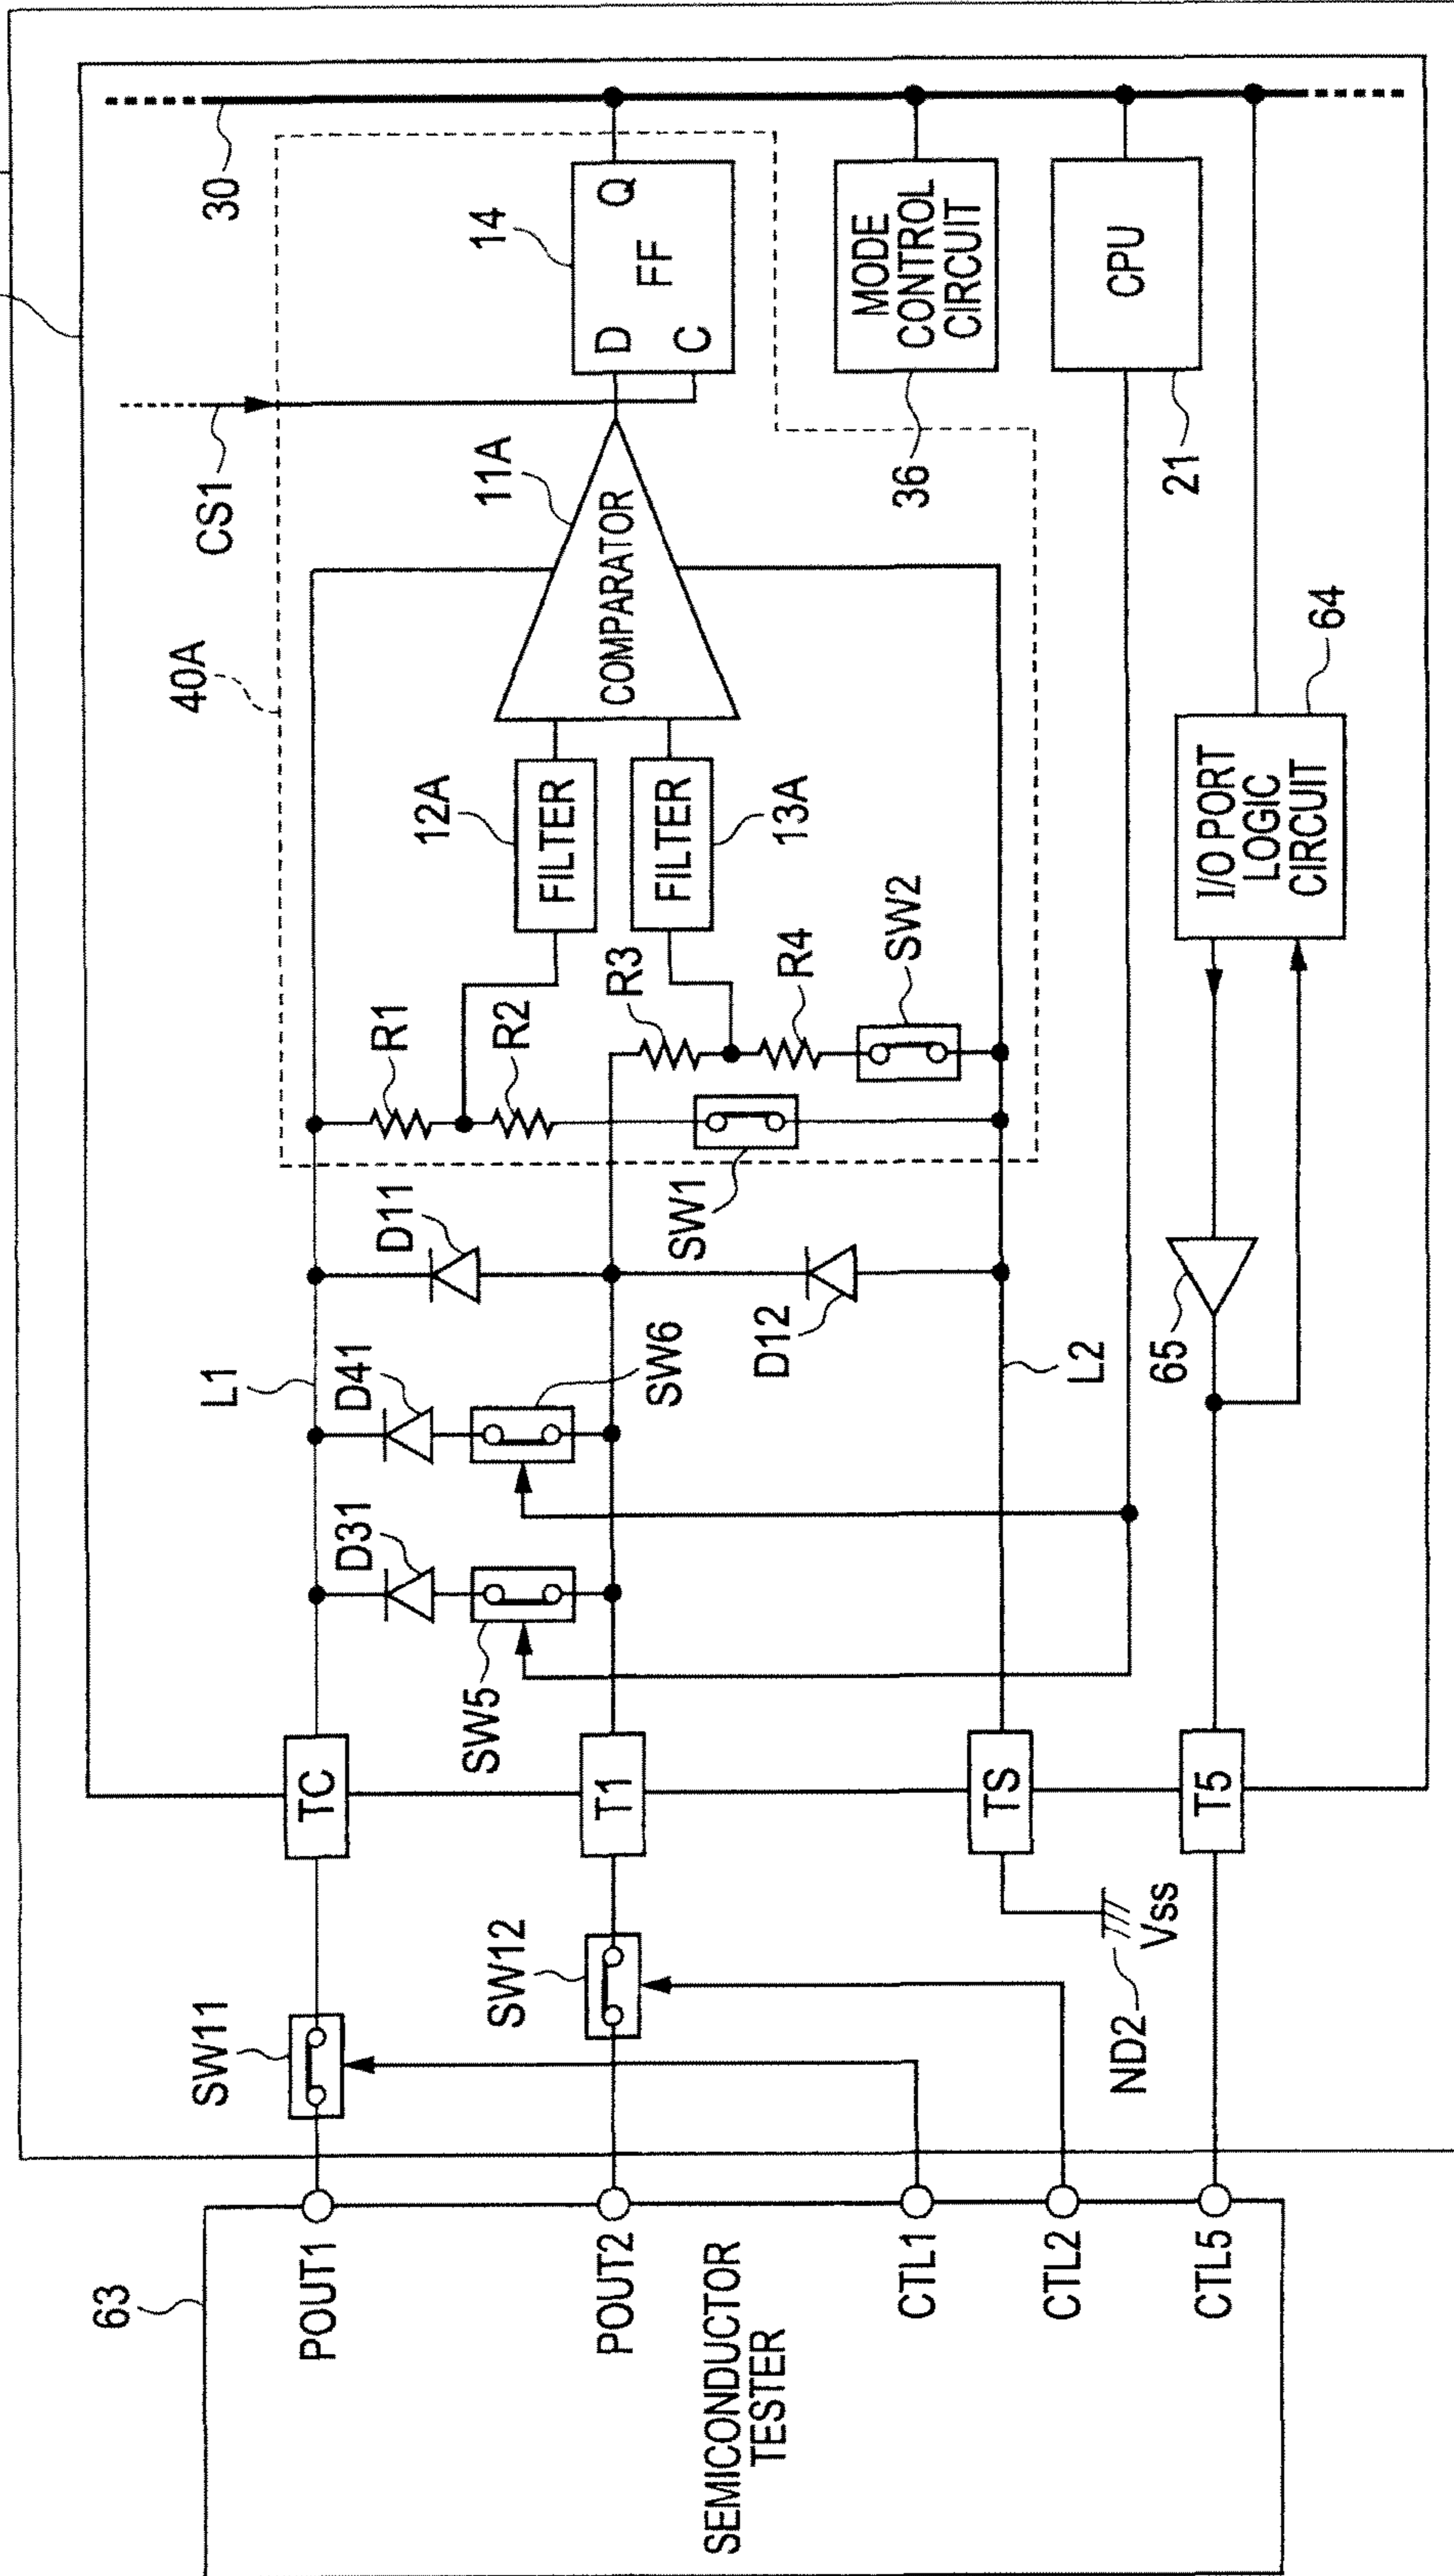 63
POUT1
POUT2
SEMICONDUCTOR
TESTER
CTL1
CTL2
CTL5
SW11
SW12
ND2
Vss
TC
T1
TS
T5
SW5
D31
D41
SW6
L1
D11
D12
L2
65
SW1
R1
R2
R3
R4
SW2
40A
12A
FILTER
FILTER
13A
COMPARATOR
11A
CS1
I/O PORT
LOGIC
CIRCUIT
64
14
D
C
FF
Q
30
MODE
CONTROL
CIRCUIT
36
CPU
21